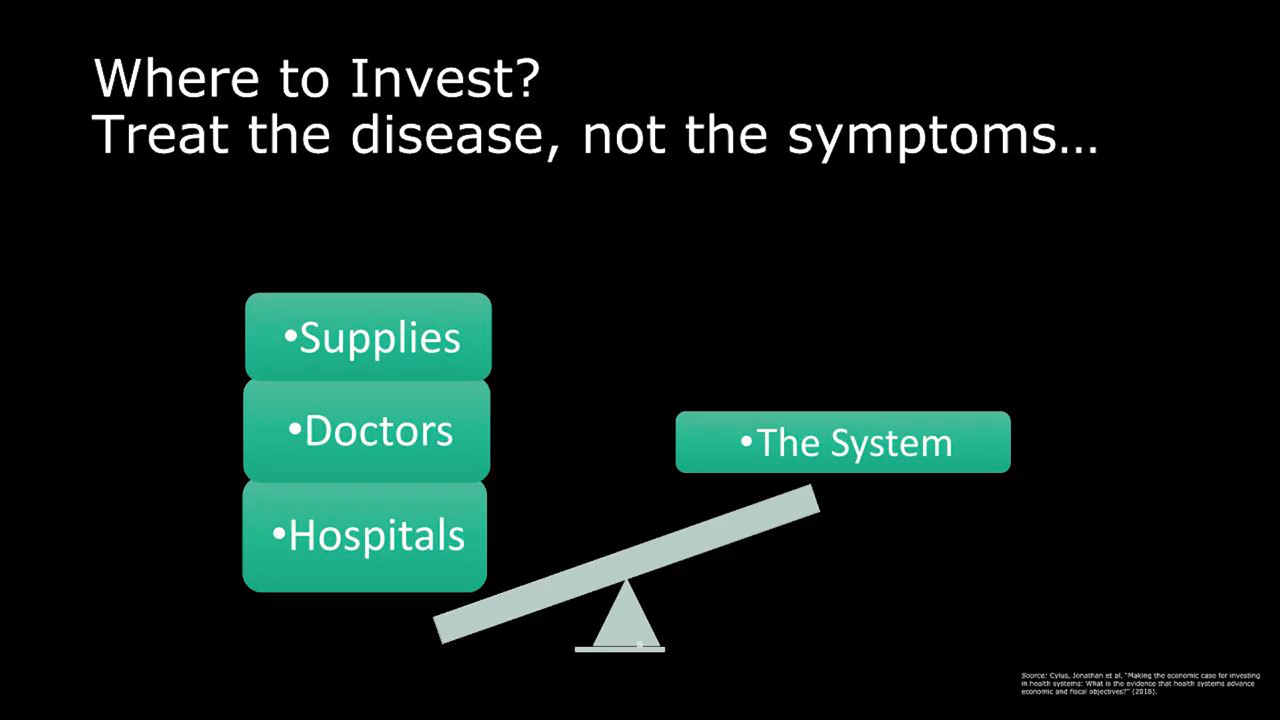 Where to Invest?
Treat the disease, not the symptoms…
•Supplies
•Doctors
•Hospitals
•The System
Source: Cylus, Jonathan et al. "Making the economic case for investing
in health systems: What is the evidence that health systems advance
economic and fiscal objectives?" (2018).